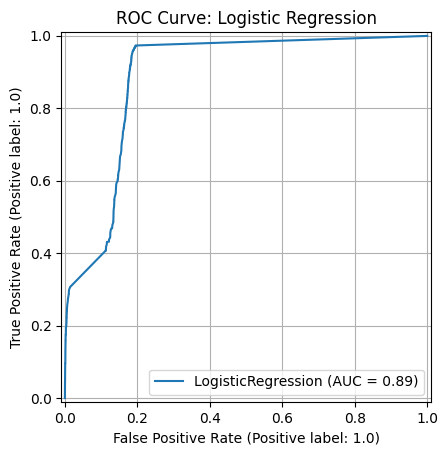 ROC Curve: Logistic Regression
True Positive Rate (Positive label: 1.0)
1.0
0.8
0.6
0.4
0.2
0.0
LogisticRegression (AUC = 0.89)
0.0 0.2 0.4 0.6 0.8 1.0
False Positive Rate (Positive label: 1.0)